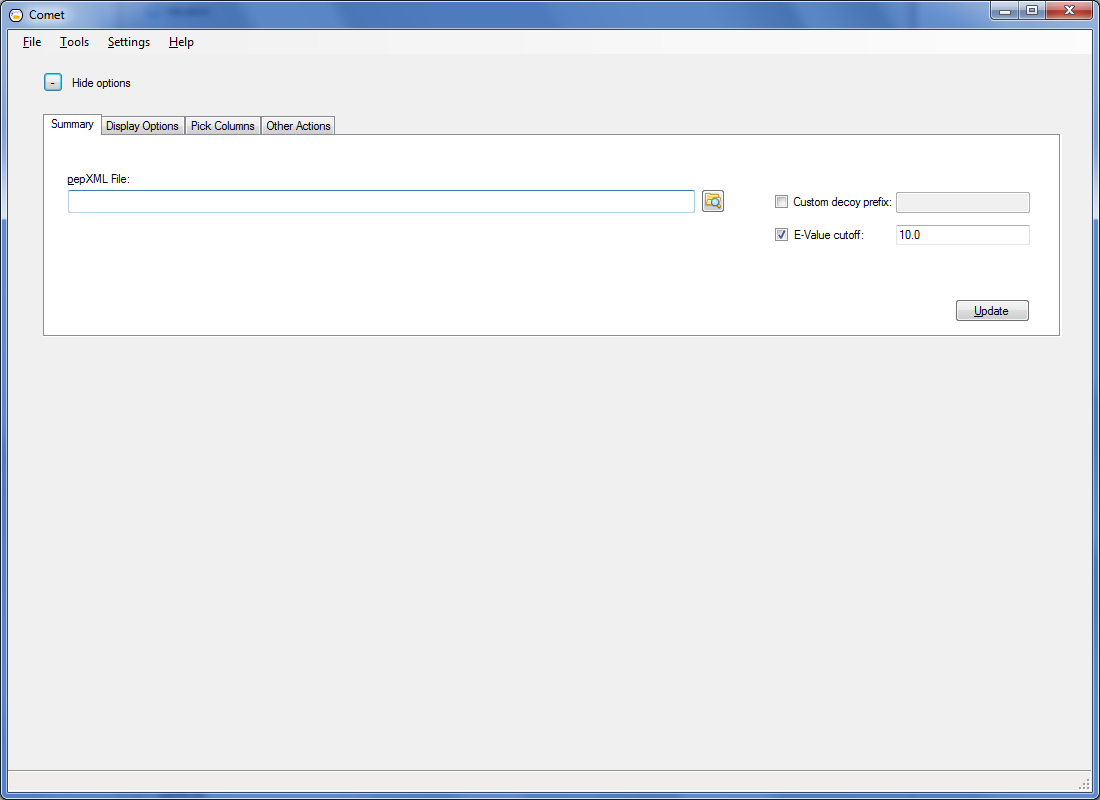 Comet
File Tools Settings Help
- Hide options
Summary Display Options Pick Columns Other Actions
pepXML File:
Custom decoy prefix:
E-Value cutoff: 10.0
Update